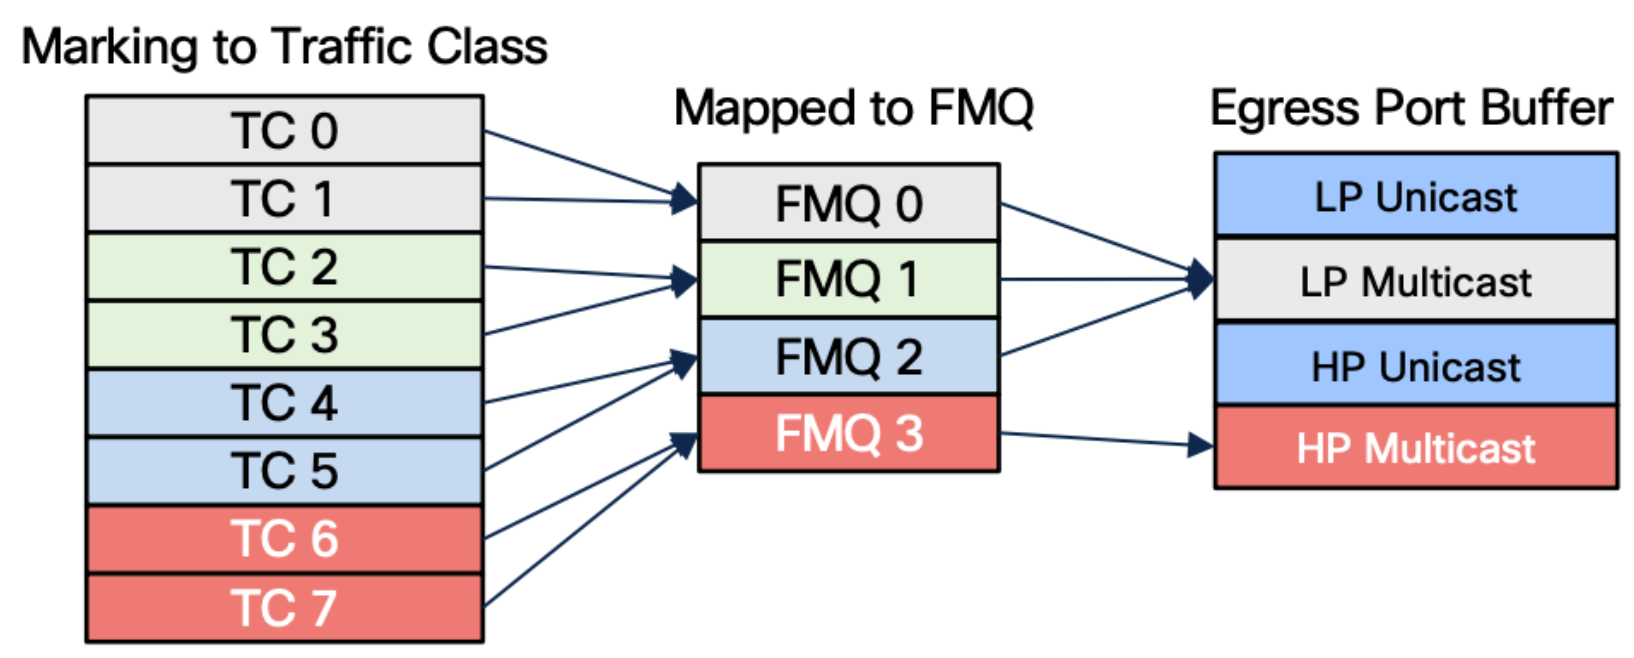 Marking to Traffic Class
TC 0
TC 1
TC 2
TC 3
TC 4
TC 5
TC 6
TC 7
Mapped to FMQ
FMQ 0
FMQ 1
FMQ 2
FMQ 3
Egress Port Buffer
LP Unicast
LP Multicast
HP Unicast
HP Multicast